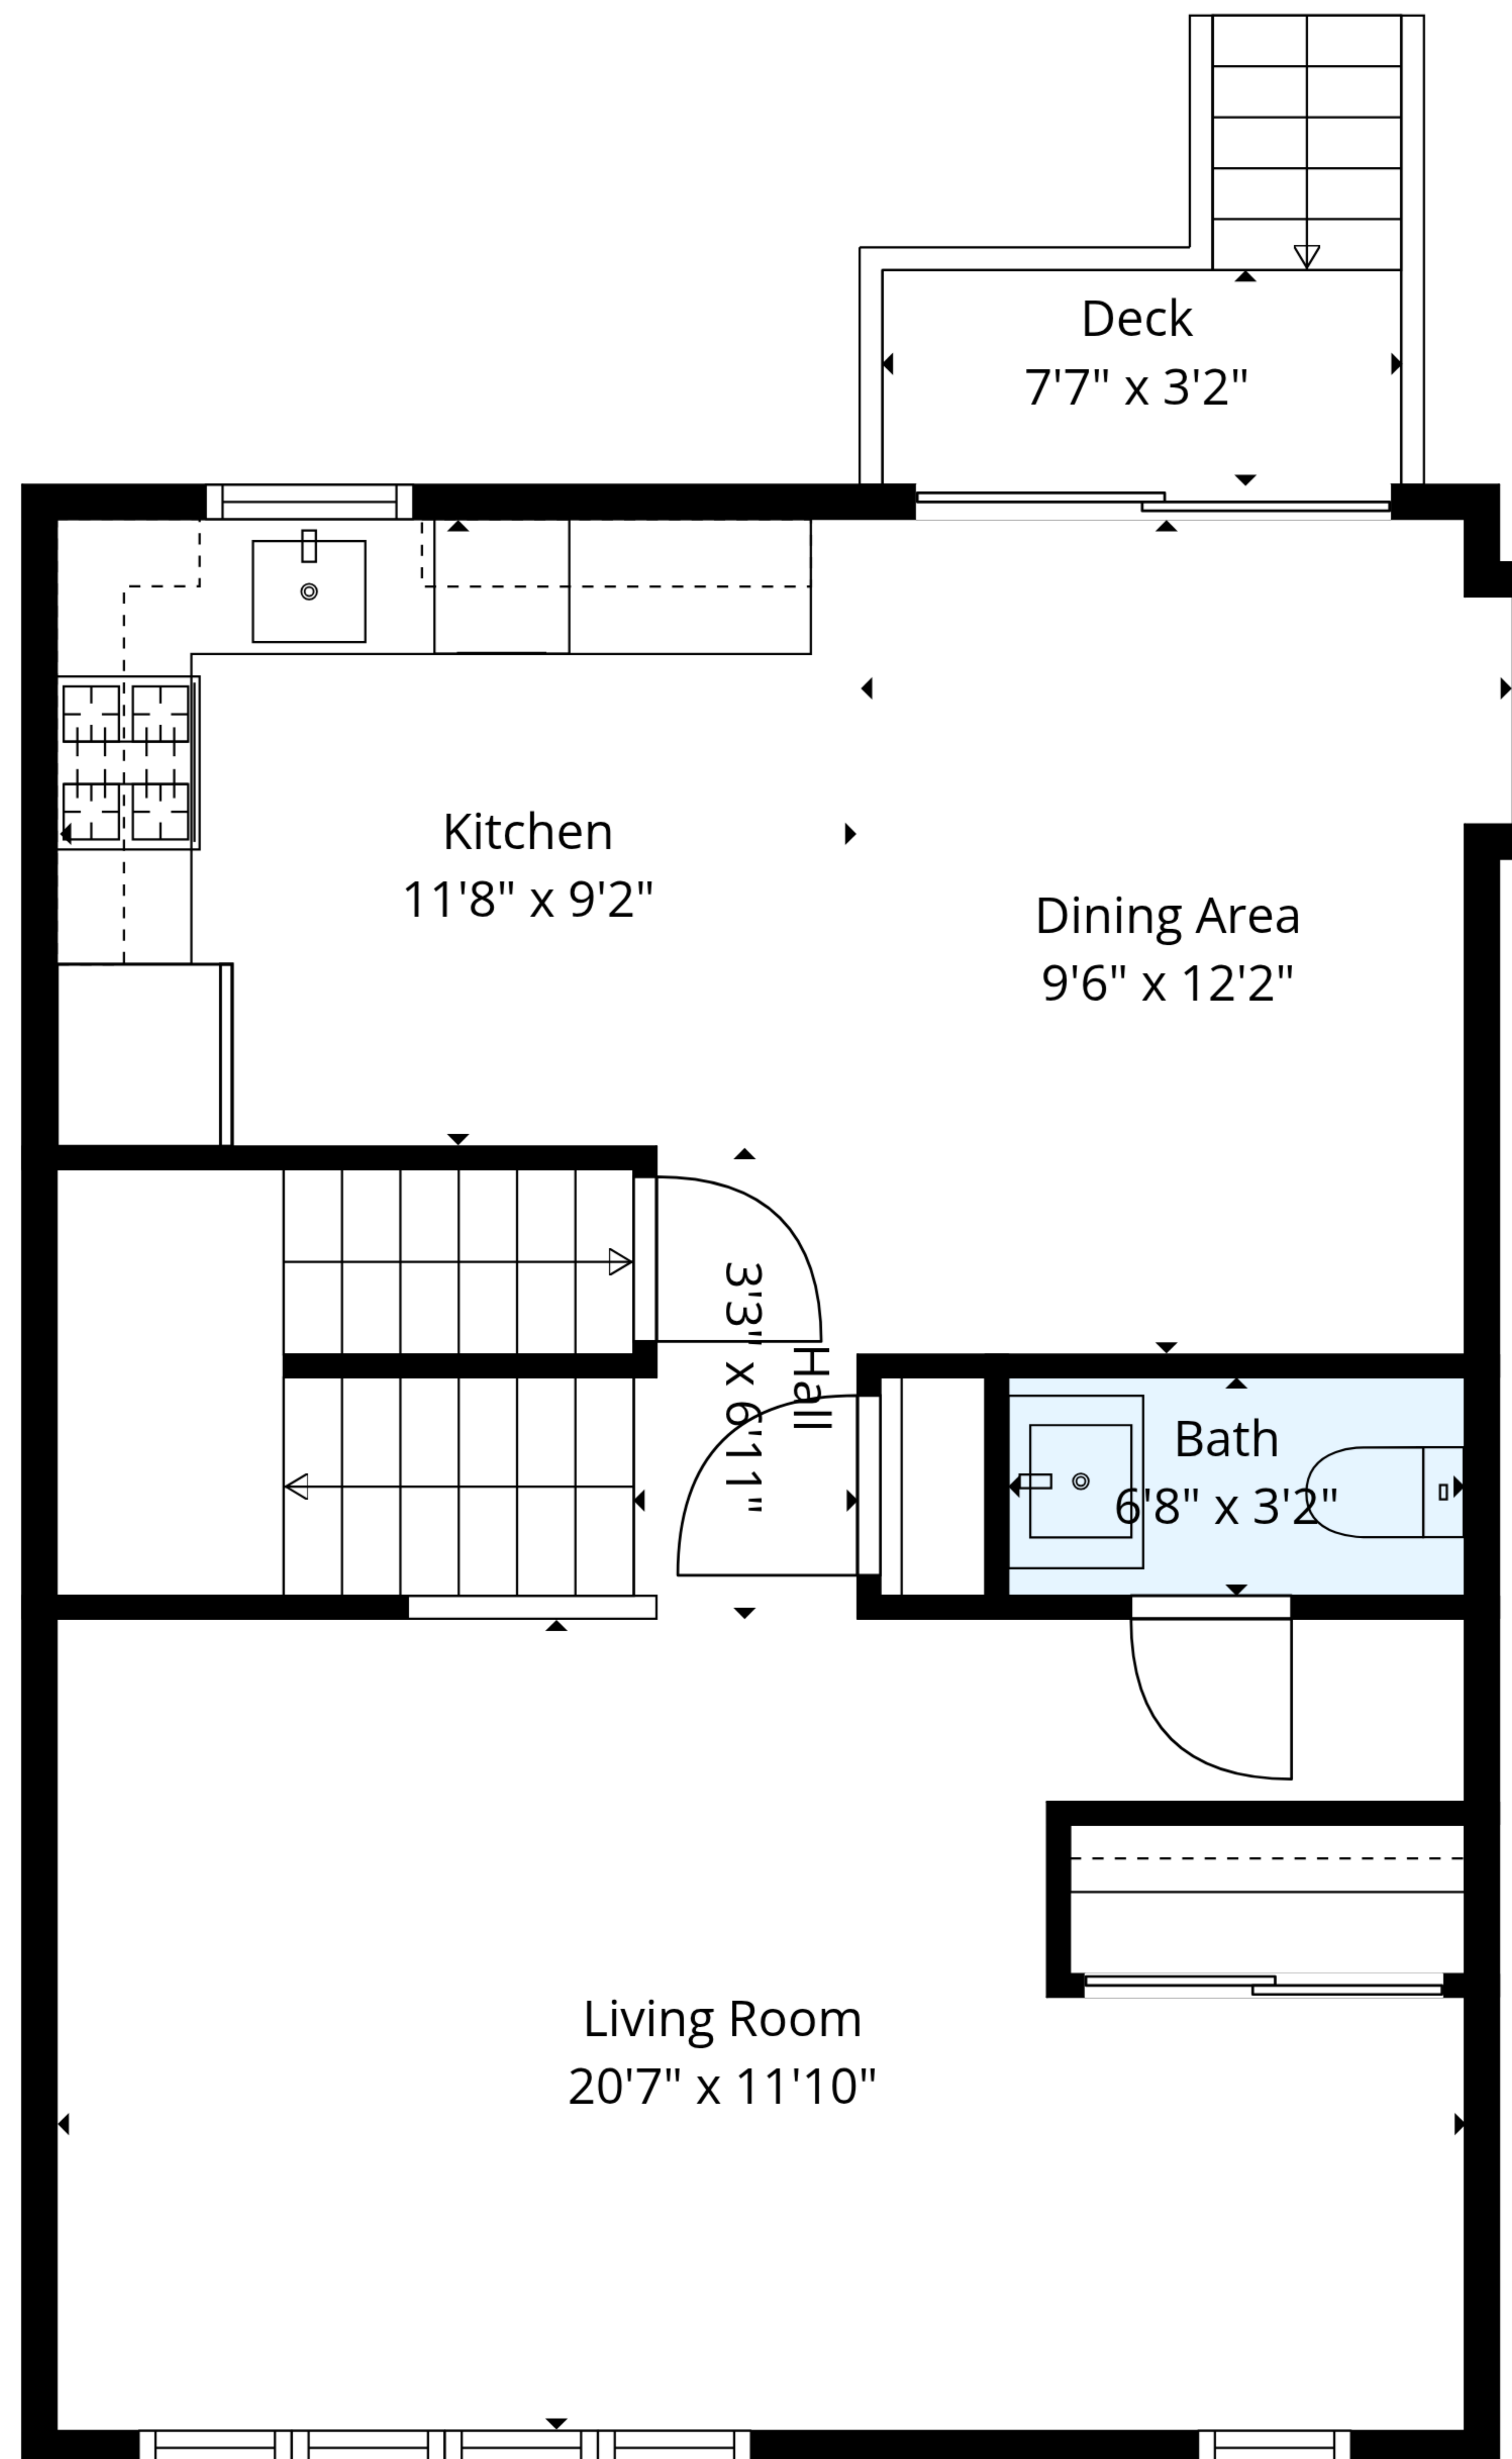 Deck
7'7" x 3'2"
Kitchen
11'8" x 9'2"
Dining Area
9'6" x 12'2"
Hall
3'3" x 6'11"
Bath
6'8" x 3'2"
Living Room
20'7" x 11'10"